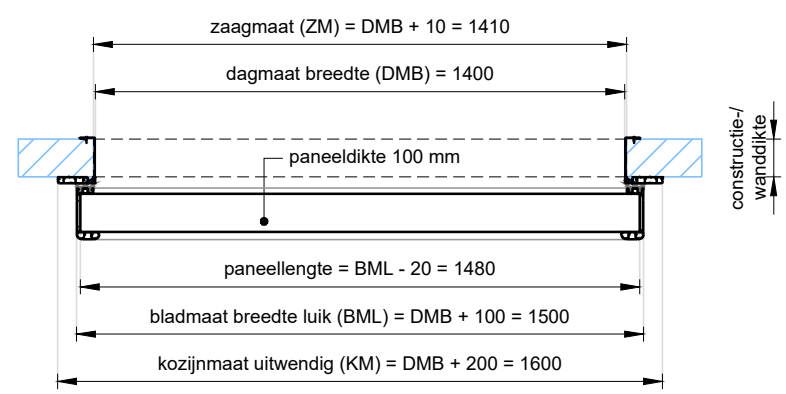 zaagmaat (ZM) = DMB + 10 = 1410
dagmaat breedte (DMB) = 1400
paneeldikte 100 mm
constructie-/
wanddikte
paneellengte = BML - 20 = 1480
bladmaat breedte luik (BML) = DMB + 100 = 1500
kozijnmaat uitwendig (KM) = DMB + 200 = 1600